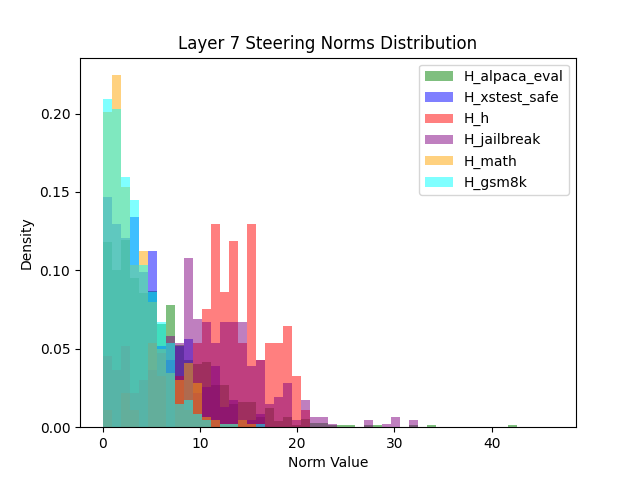 Layer 7 Steering Norms Distribution
H_alpaca_eval
H_xstest_safe
H_h
H_jailbreak
H_math
H_gsm8k
0.20
0.15
0.10
0.05
0.00
Density
0
10
20
30
40
Norm Value